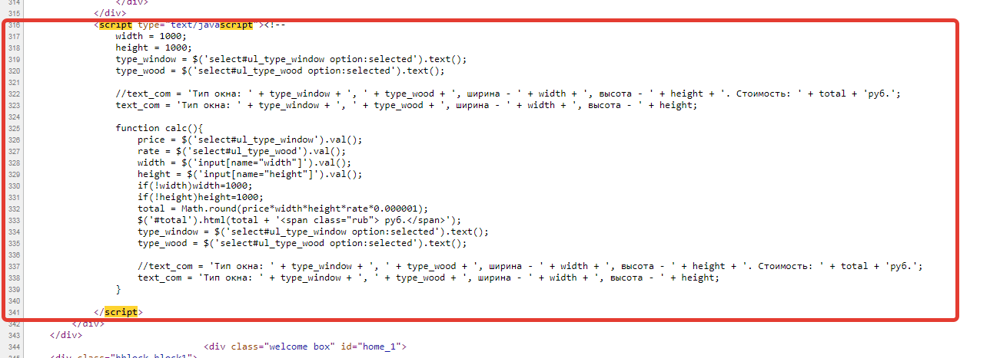 314 </div>
315 </div>
316 <script type="text/javascript"><!--
317 width = 1000;
318 height = 1000;
319 type_window = $('select#ul_type_window option:selected').text();
320 type_wood = $('select#ul_type_wood option:selected').text();
321
322 //text_com = 'Тип окна: ' + type_window + ', ' + type_wood + ', ширина - ' + width + ', высота - ' + height + '. Стоимость: ' + total + 'руб.';
323 text_com = 'Тип окна: ' + type_window + ', ' + type_wood + ', ширина - ' + width + ', высота - ' + height;
324
325 function calc(){
326 price = $('select#ul_type_window').val();
327 rate = $('select#ul_type_wood').val();
328 width = $('input[name="width"]').val();
329 height = $('input[name="height"]').val();
330 if(!width)width=1000;
331 if(!height)height=1000;
332 total = Math.round(price*width*height*rate*0.000001);
333 $('#total').html(total + '<span class="rub"> руб.</span>');
334 type_window = $('select#ul_type_window option:selected').text();
335 type_wood = $('select#ul_type_wood option:selected').text();
336
337 //text_com = 'Тип окна: ' + type_window + ', ' + type_wood + ', ширина - ' + width + ', высота - ' + height + '. Стоимость: ' + total + 'руб.';
338 text_com = 'Тип окна: ' + type_window + ', ' + type_wood + ', ширина - ' + width + ', высота - ' + height;
339 }
340
341 </script>
342 </div>
343 </div>
344 <div class="welcome box" id="home_1">
345 <div class="bblock block1">